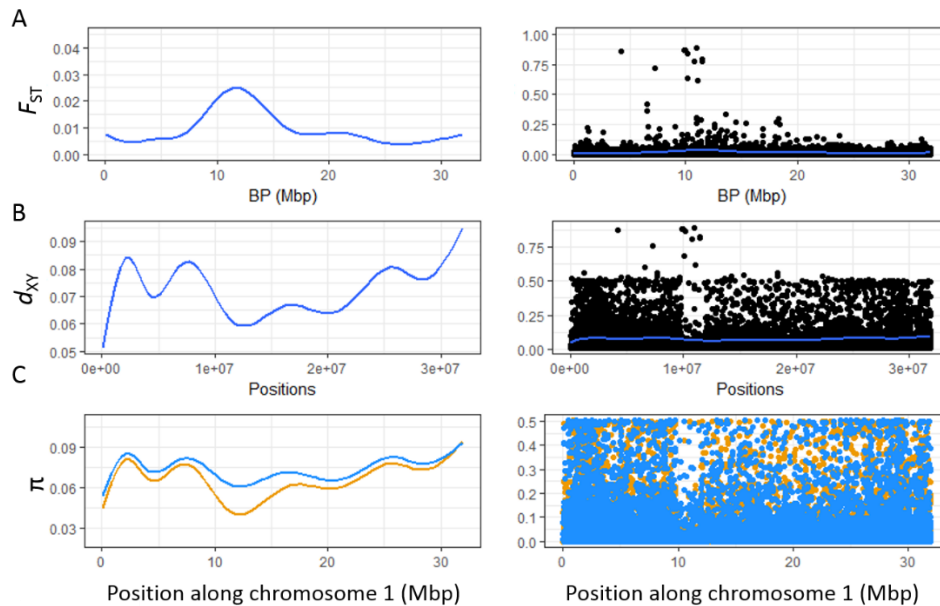 A
F_ST
0.04
0.03
0.02
0.01
0.00
0 10 20 30
BP (Mbp)
1.00
0.75
0.50
0.25
0.00
0 10 20 30
BP (Mbp)
B
d_XY
0.09
0.08
0.07
0.06
0.05
0e+00 1e+07 2e+07 3e+07
Positions
0.75
0.50
0.25
0.00
0e+00 1e+07 2e+07 3e+07
Positions
C
π
0.09
0.06
0.03
0 10 20 30
Position along chromosome 1 (Mbp)
0.5
0.4
0.3
0.2
0.1
0.0
0 10 20 30
Position along chromosome 1 (Mbp)